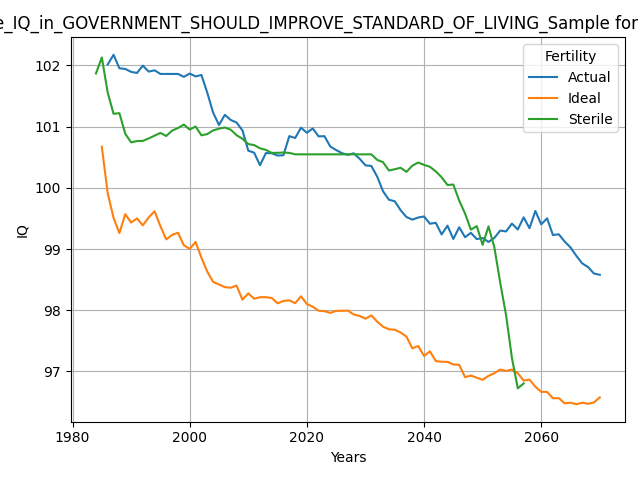 e_IQ_in_GOVERNMENT_SHOULD_IMPROVE_STANDARD_OF_LIVING_Sample for
Fertility
Actual
Ideal
Sterile
102
101
100
99
98
97
IQ
1980
2000
2020
2040
2060
Years